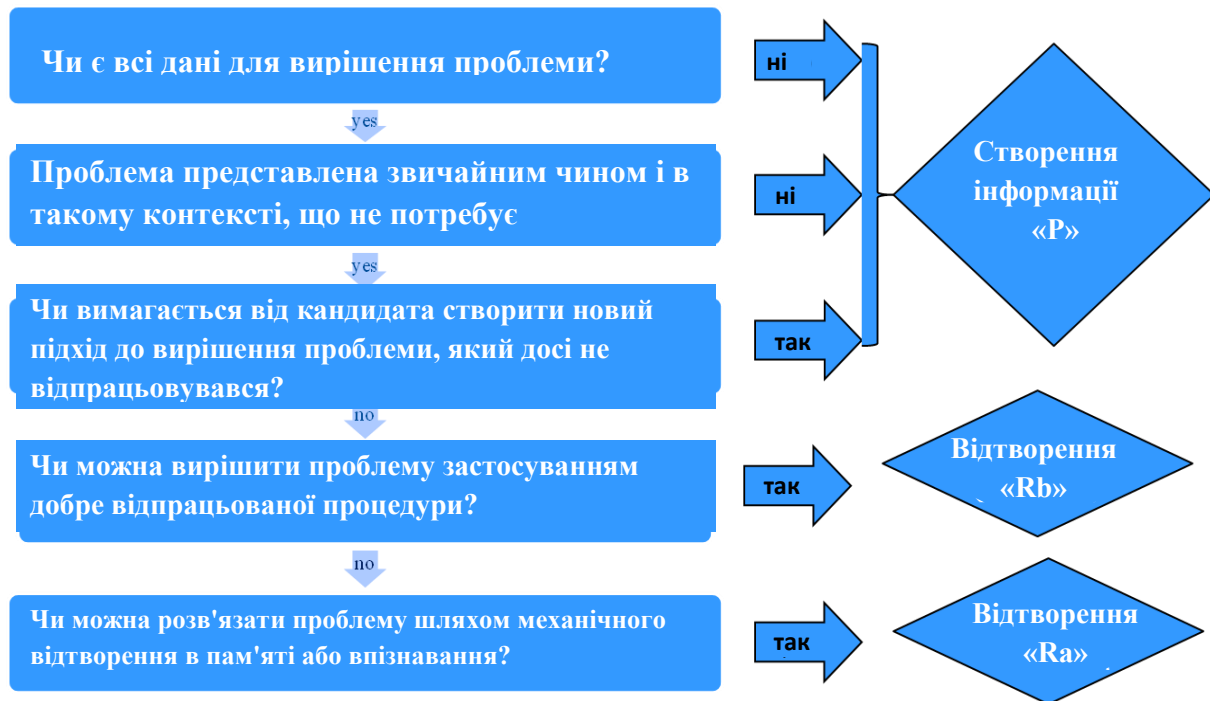 Чи є всі дані для вирішення проблеми?
ні
yes
Проблема представлена звичайним чином і в
такому контексті, що не потребує
ні
yes
Чи вимагається від кандидата створити новий
підхід до вирішення проблеми, який досі не
відпрацьовувався?
так
Створення
інформації
«Р»
no
Чи можна вирішити проблему застосуванням
добре відпрацьованої процедури?
так
Відтворення
«Rb»
no
Чи можна розв'язати проблему шляхом механічного
відтворення в пам'яті або впізнавання?
так
Відтворення
«Ra»